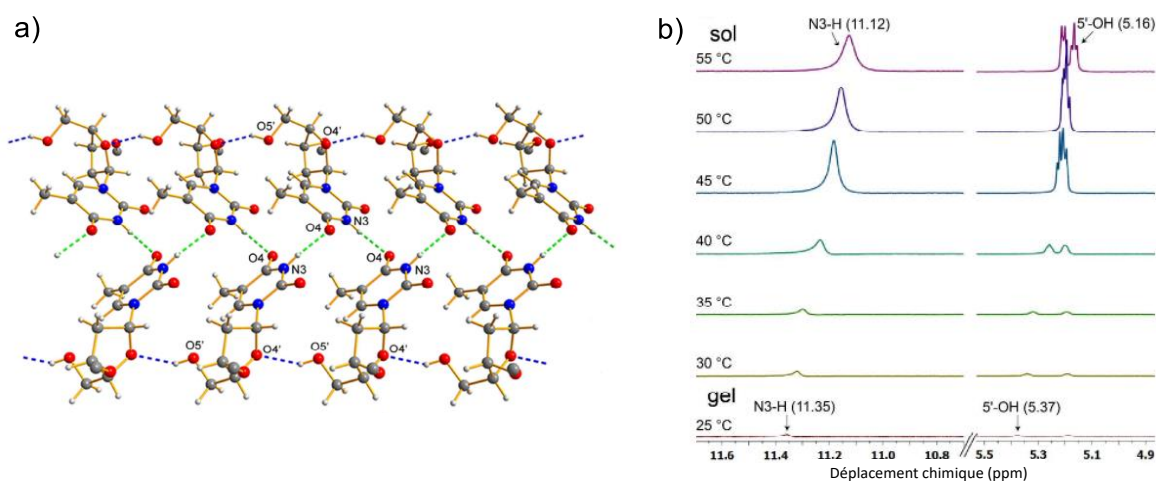 a)
O5'
O4'
N3
O4
O4
N3
O4
N3
O5'
O4'
O5'
O4'
b)
sol
N3-H (11.12)
5'-OH (5.16)
55 °C
50 °C
45 °C
40 °C
35 °C
30 °C
gel
N3-H (11.35)
5'-OH (5.37)
25 °C
11.6 11.4 11.2 11.0 10.8 5.5 5.3 5.1 4.9
Déplacement chimique (ppm)